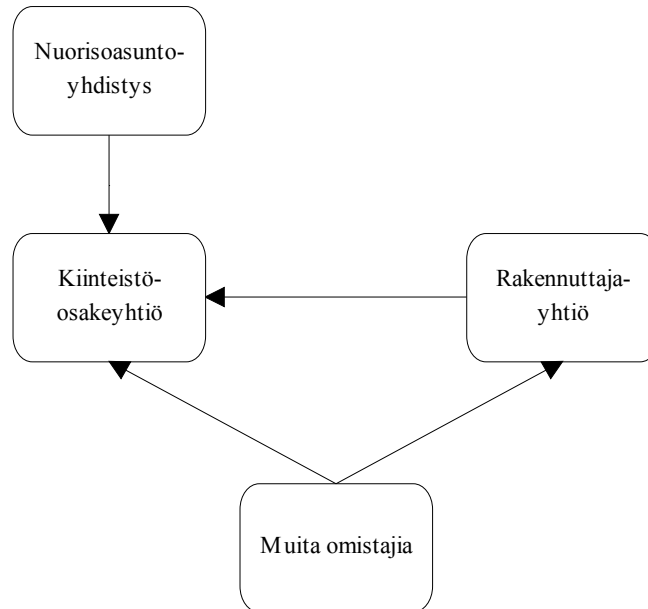 Nuorisoasunto-
yhdistys
Kiinteistö-
osakeyhtiö
Rakennuttaja-
yhtiö
Muita omistajia